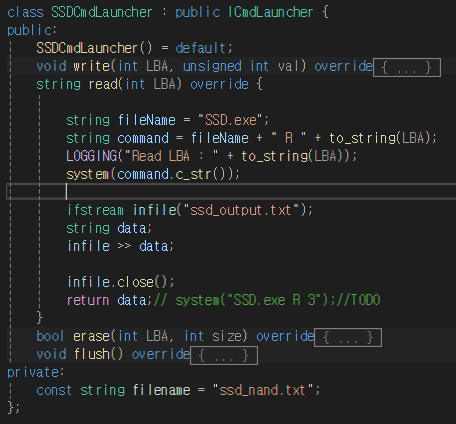 class SSDCmdLauncher : public ICmdLauncher {
public:
SSDCmdLauncher() = default;
void write(int LBA, unsigned int val) override { ... }
string read(int LBA) override {
string fileName = "SSD.exe";
string command = fileName + " R " + to_string(LBA);
LOGGING("Read LBA : " + to_string(LBA));
system(command.c_str());
ifstream infile("ssd_output.txt");
string data;
infile >> data;
infile.close();
return data;// system("SSD.exe R 3");//TODO
}
bool erase(int LBA, int size) override { ... }
void flush() override { ... }
private:
const string filename = "ssd_nand.txt";
};